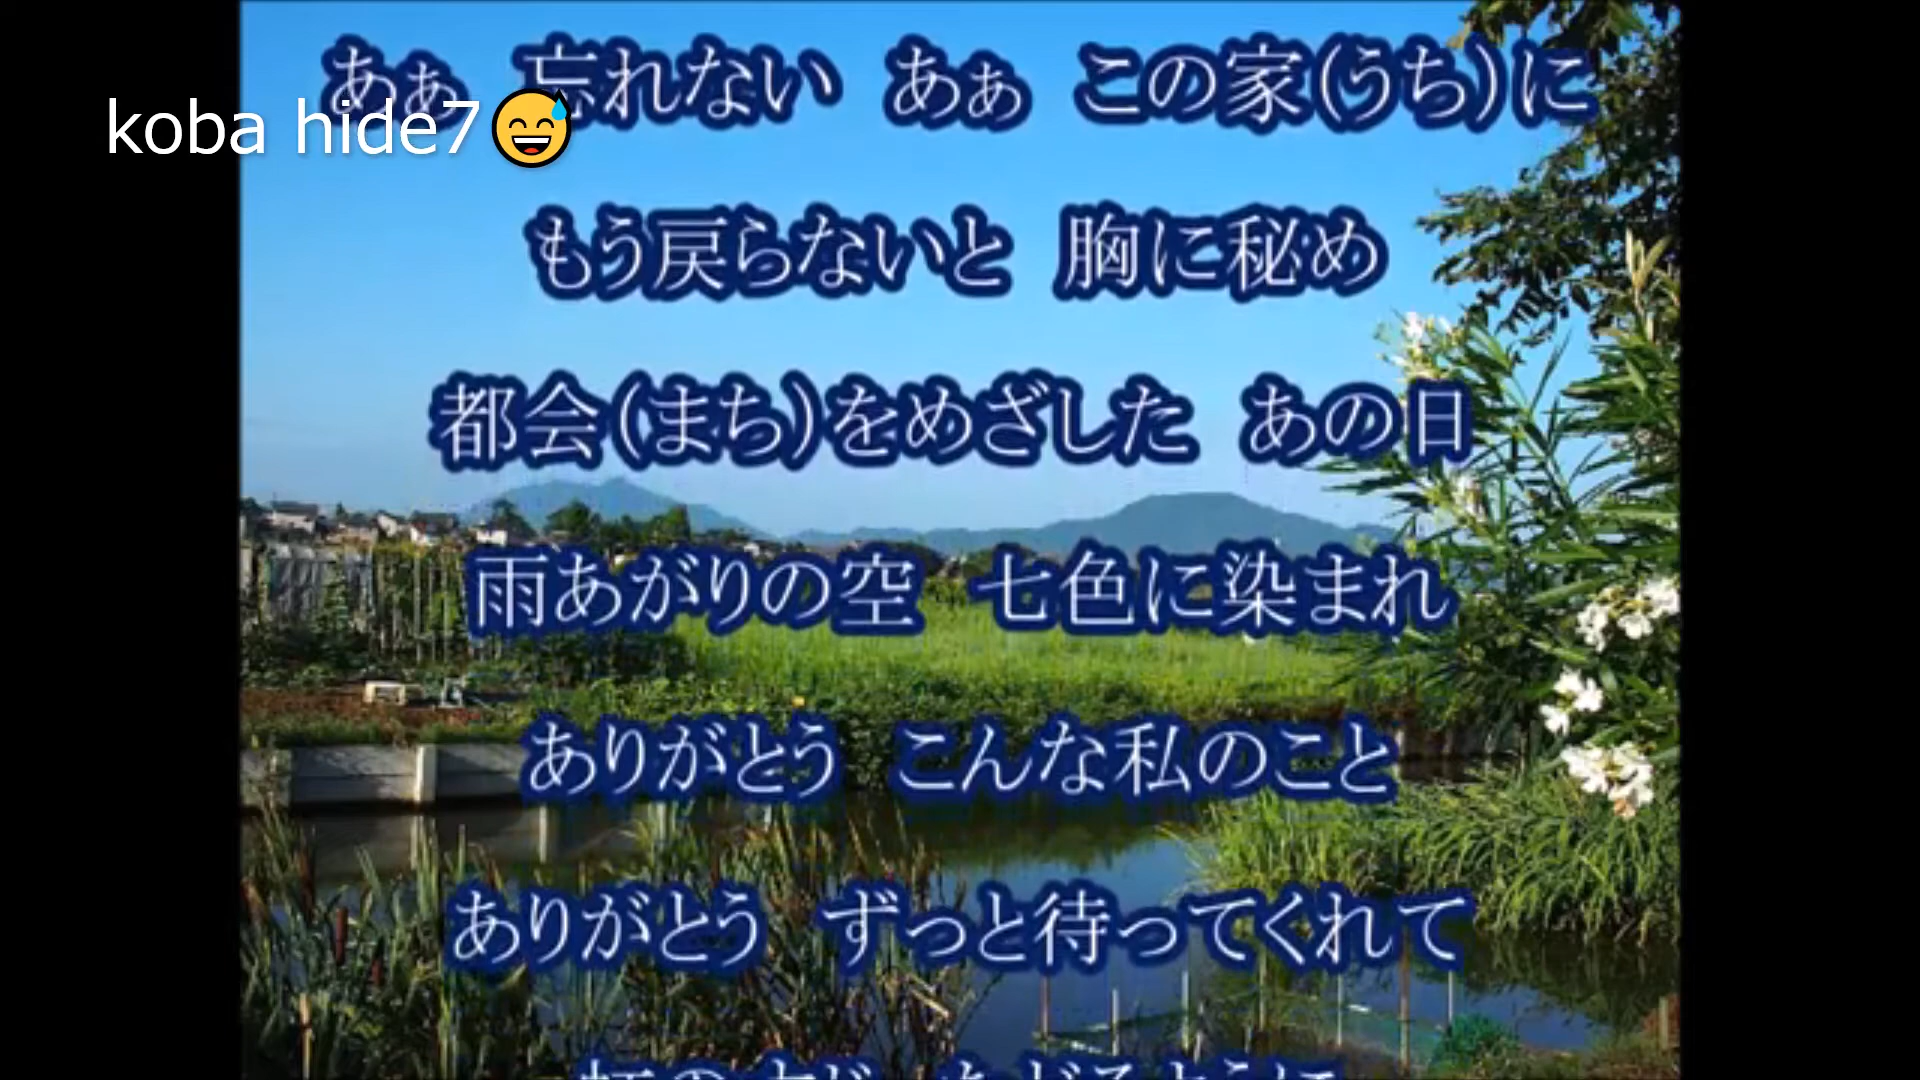 あぁ 忘れない あぁ この家(うち)に
koba hide7😅
もう戻らないと 胸に秘め
都会(まち)をめざした あの日
雨あがりの空 七色に染まれ
ありがとう こんな私のこと
ありがとう ずっと待ってくれて